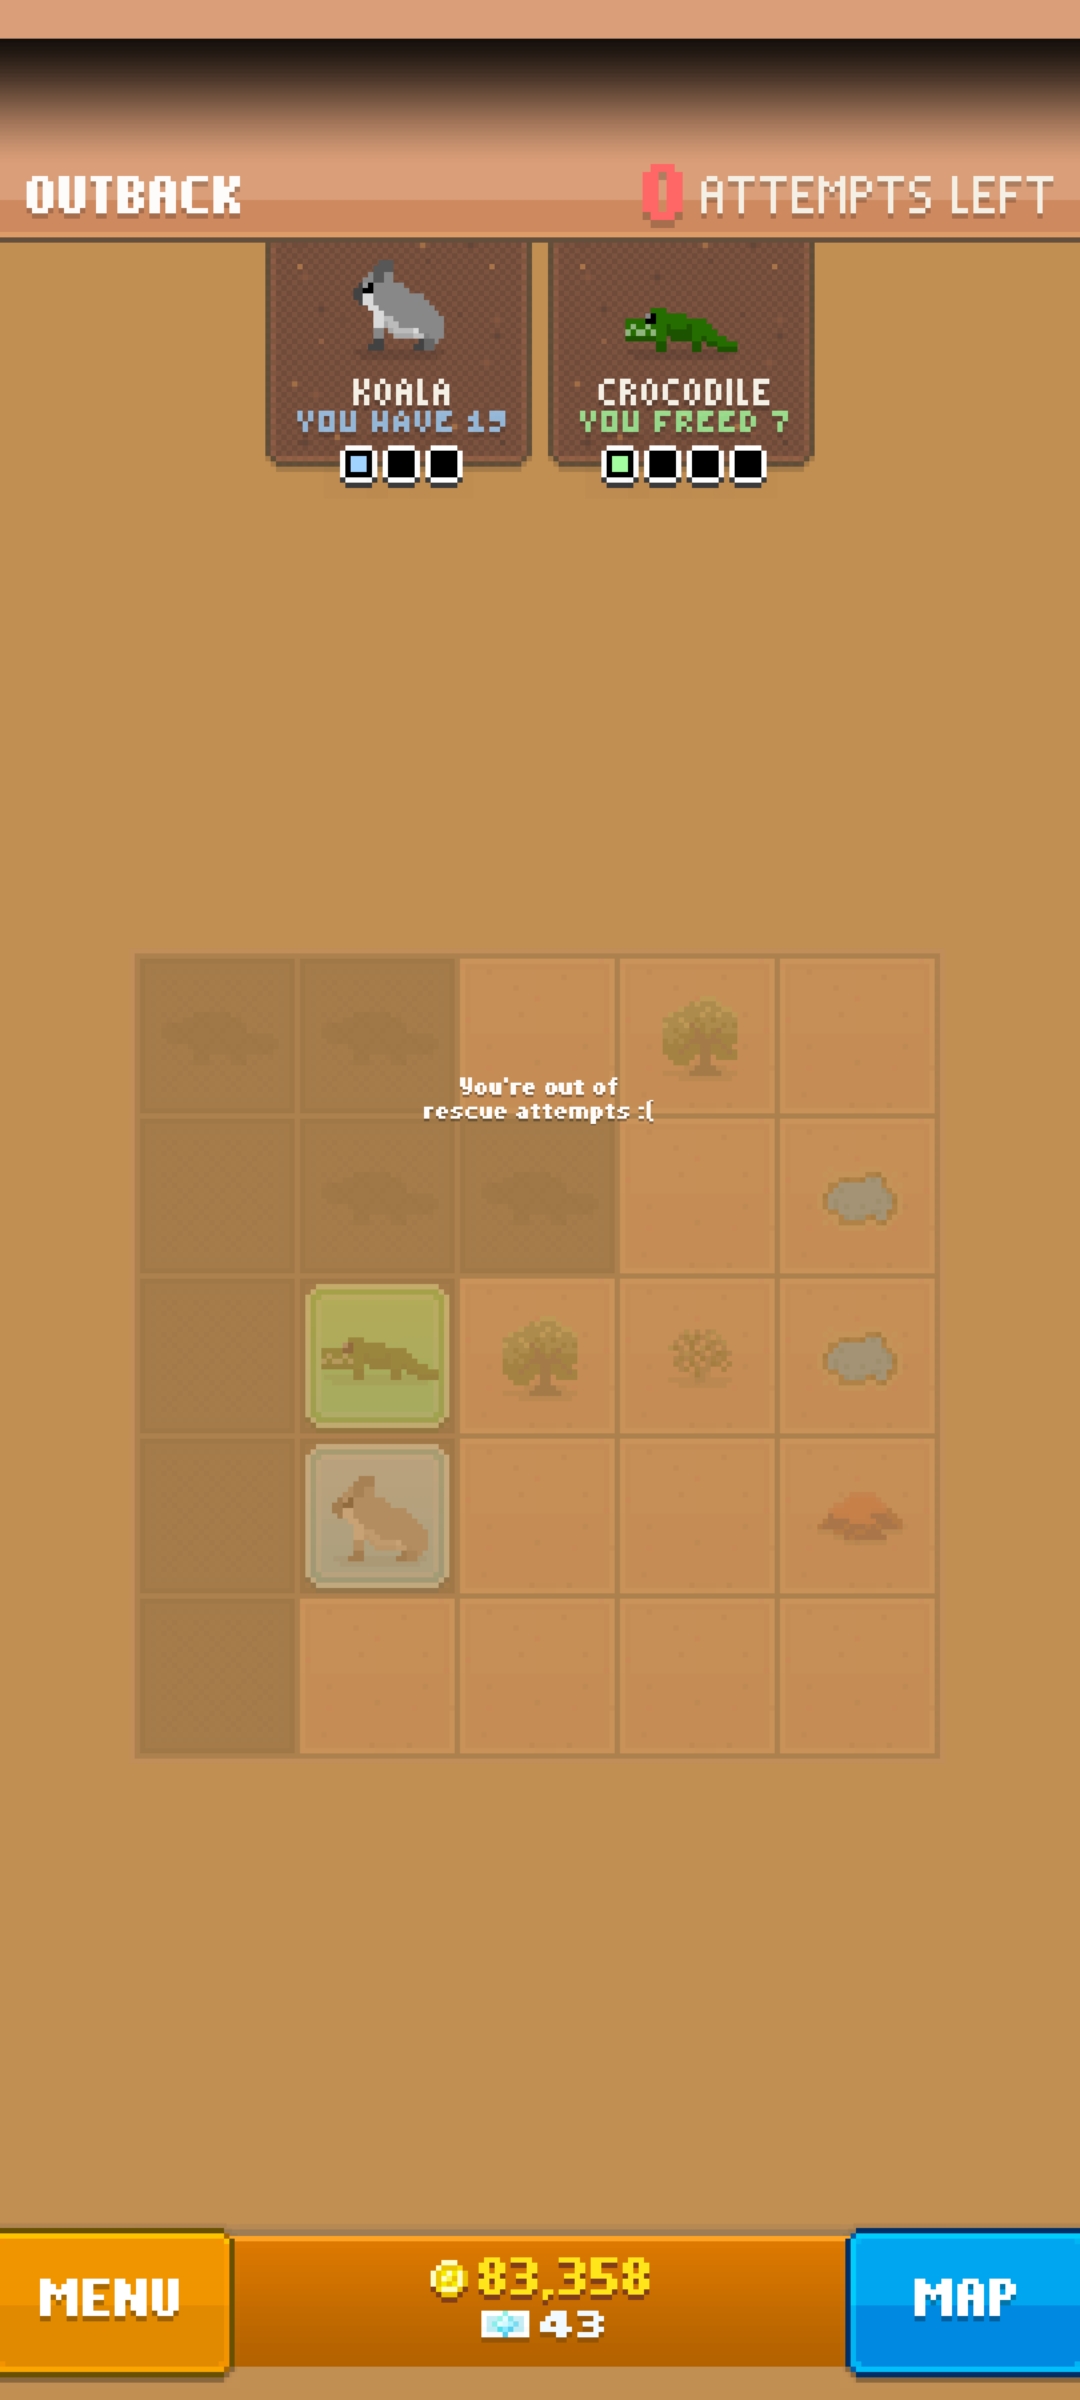 OUTBACK
0 ATTEMPTS LEFT
KOALA
YOU HAVE 19
CROCODILE
YOU FREED 7
You're out of
rescue attempts :(
MENU
83,358
43
MAP